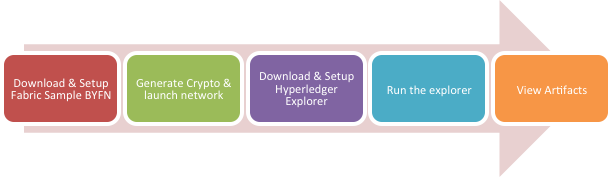 Download & Setup
Fabric Sample BYFN
Generate Crypto &
launch network
Download & Setup
Hyperledger
Explorer
Run the explorer
View Artifacts